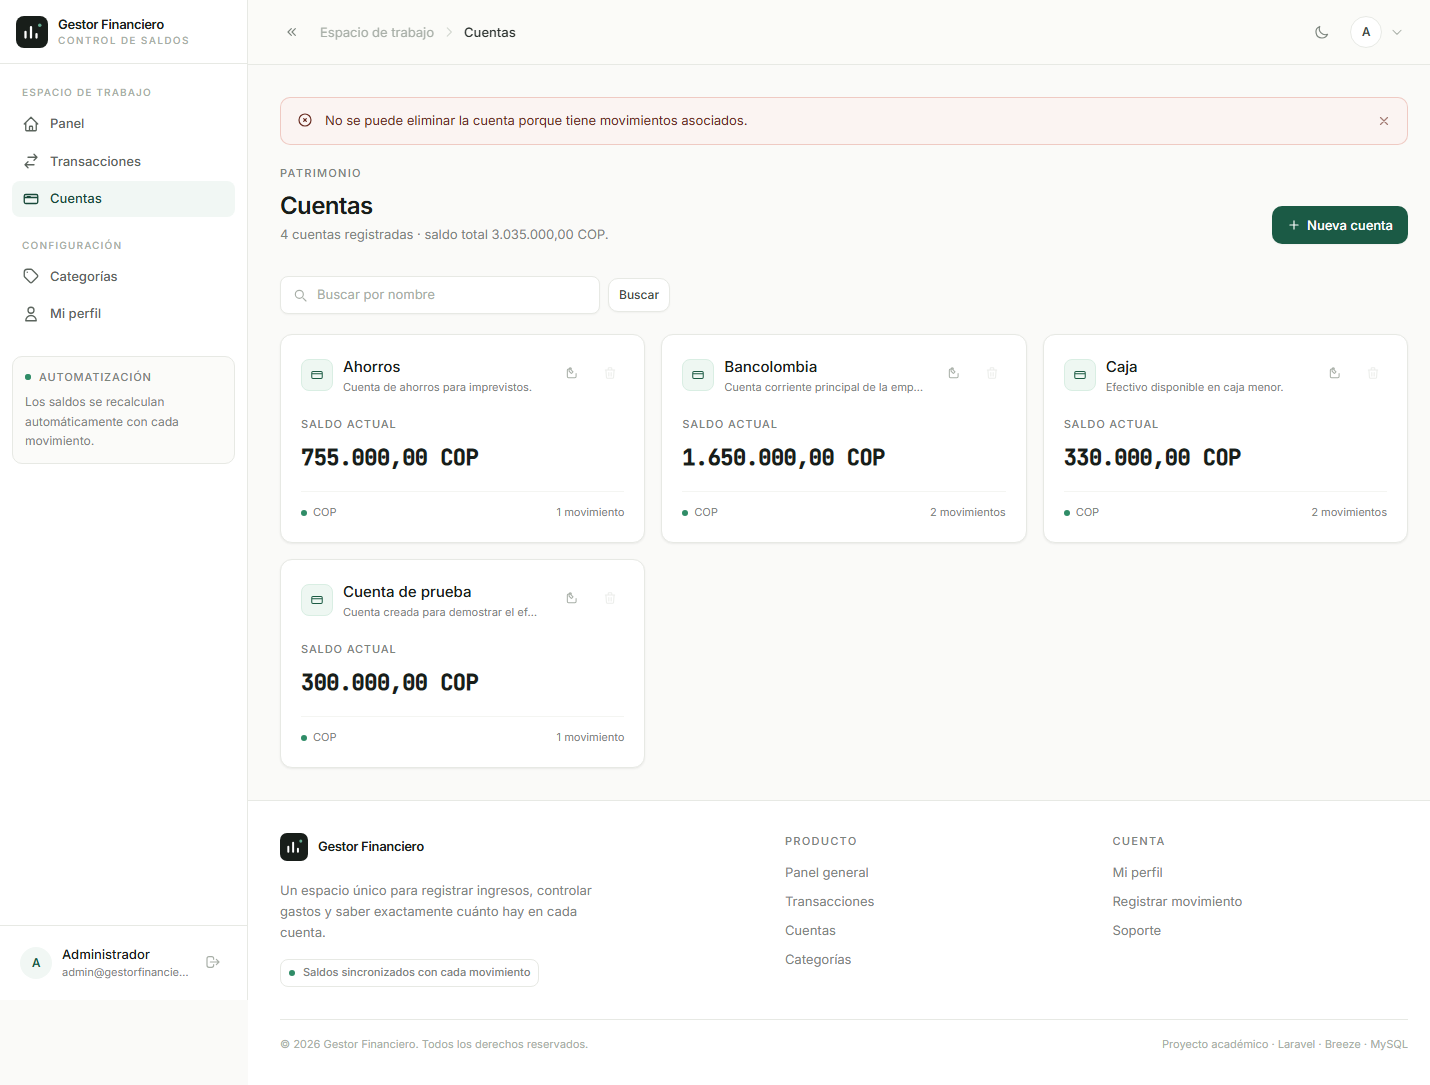 Gestor Financiero
CONTROL DE SALDOS
ESPACIO DE TRABAJO
Panel
Transacciones
Cuentas
CONFIGURACIÓN
Categorías
Mi perfil
AUTOMATIZACIÓN
Los saldos se recalculan
automáticamente con cada
movimiento.
A
Administrador
admin@gestorfinancie...
Espacio de trabajo
Cuentas
A
No se puede eliminar la cuenta porque tiene movimientos asociados.
PATRIMONIO
Cuentas
4 cuentas registradas · saldo total 3.035.000,00 COP.
+ Nueva cuenta
Buscar por nombre
Buscar
Ahorros
Cuenta de ahorros para imprevistos.
SALDO ACTUAL
755.000,00 COP
COP
1 movimiento
Bancolombia
Cuenta corriente principal de la emp...
SALDO ACTUAL
1.650.000,00 COP
COP
2 movimientos
Caja
Efectivo disponible en caja menor.
SALDO ACTUAL
330.000,00 COP
COP
2 movimientos
Cuenta de prueba
Cuenta creada para demostrar el ef...
SALDO ACTUAL
300.000,00 COP
COP
1 movimiento
Gestor Financiero
Un espacio único para registrar ingresos, controlar
gastos y saber exactamente cuánto hay en cada
cuenta.
Saldos sincronizados con cada movimiento
PRODUCTO
Panel general
Transacciones
Cuentas
Categorías
CUENTA
Mi perfil
Registrar movimiento
Soporte
© 2026 Gestor Financiero. Todos los derechos reservados.
Proyecto académico · Laravel · Breeze · MySQL